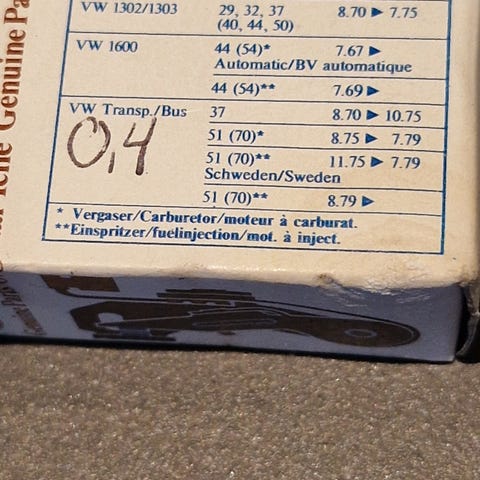 VW 1302/1303 29, 32, 37 8.70 ► 7.75
(40, 44, 50)
VW 1600 44 (54)* 7.67 ►
Automatic/BV automatique
44 (54)** 7.69 ►
VW Transp./Bus 37 8.70 ► 10.75
0,4
51 (70)* 8.75 ► 7.79
51 (70)** 11.75 ► 7.79
Schweden/Sweden
51 (70)** 8.79 ►
* Vergaser/Carburetor/moteur à carburat.
**Einspritzer/fuelinjection/mot. à inject.
Genuine